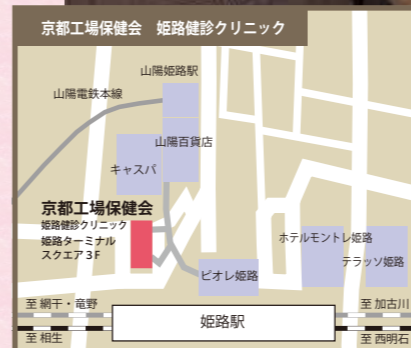 京都工場保健会　姫路健診クリニック
山陽姫路駅
山陽電鉄本線
山陽百貨店
キャスパ
京都工場保健会
姫路健診クリニック
姫路ターミナル
スクエア3F
ホテルモントレ姫路
テラッソ姫路
ピオレ姫路
至 網干・竜野
至 加古川
姫路駅
至 相生
至 西明石